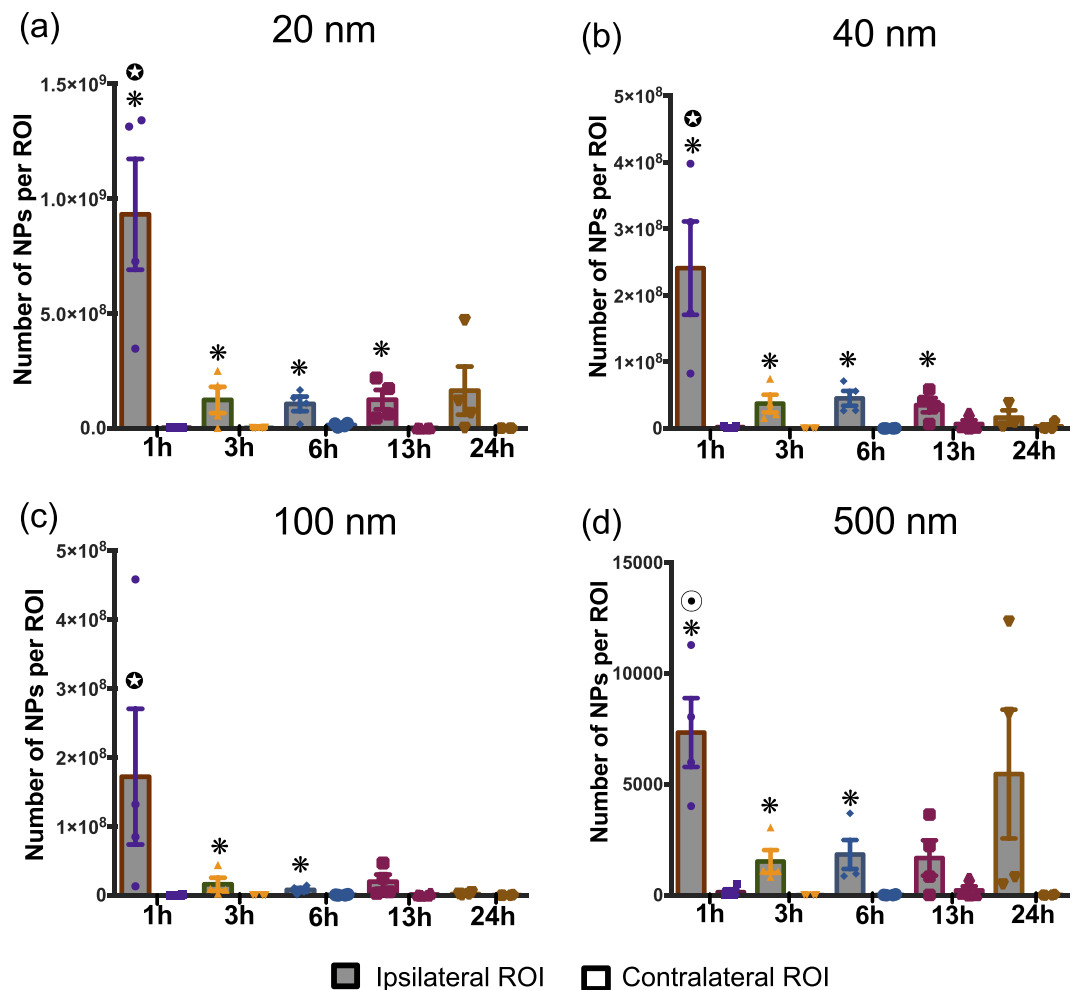 (a) 20 nm
Number of NPs per ROI
1.5×10⁹
1.0×10⁹
5.0×10⁸
0.0
1h 3h 6h 13h 24h
(b) 40 nm
Number of NPs per ROI
5×10⁸
4×10⁸
3×10⁸
2×10⁸
1×10⁸
0
1h 3h 6h 13h 24h
(c) 100 nm
Number of NPs per ROI
5×10⁸
4×10⁸
3×10⁸
2×10⁸
1×10⁸
0
1h 3h 6h 13h 24h
(d) 500 nm
Number of NPs per ROI
15000
10000
5000
0
1h 3h 6h 13h 24h
Ipsilateral ROI Contralateral ROI